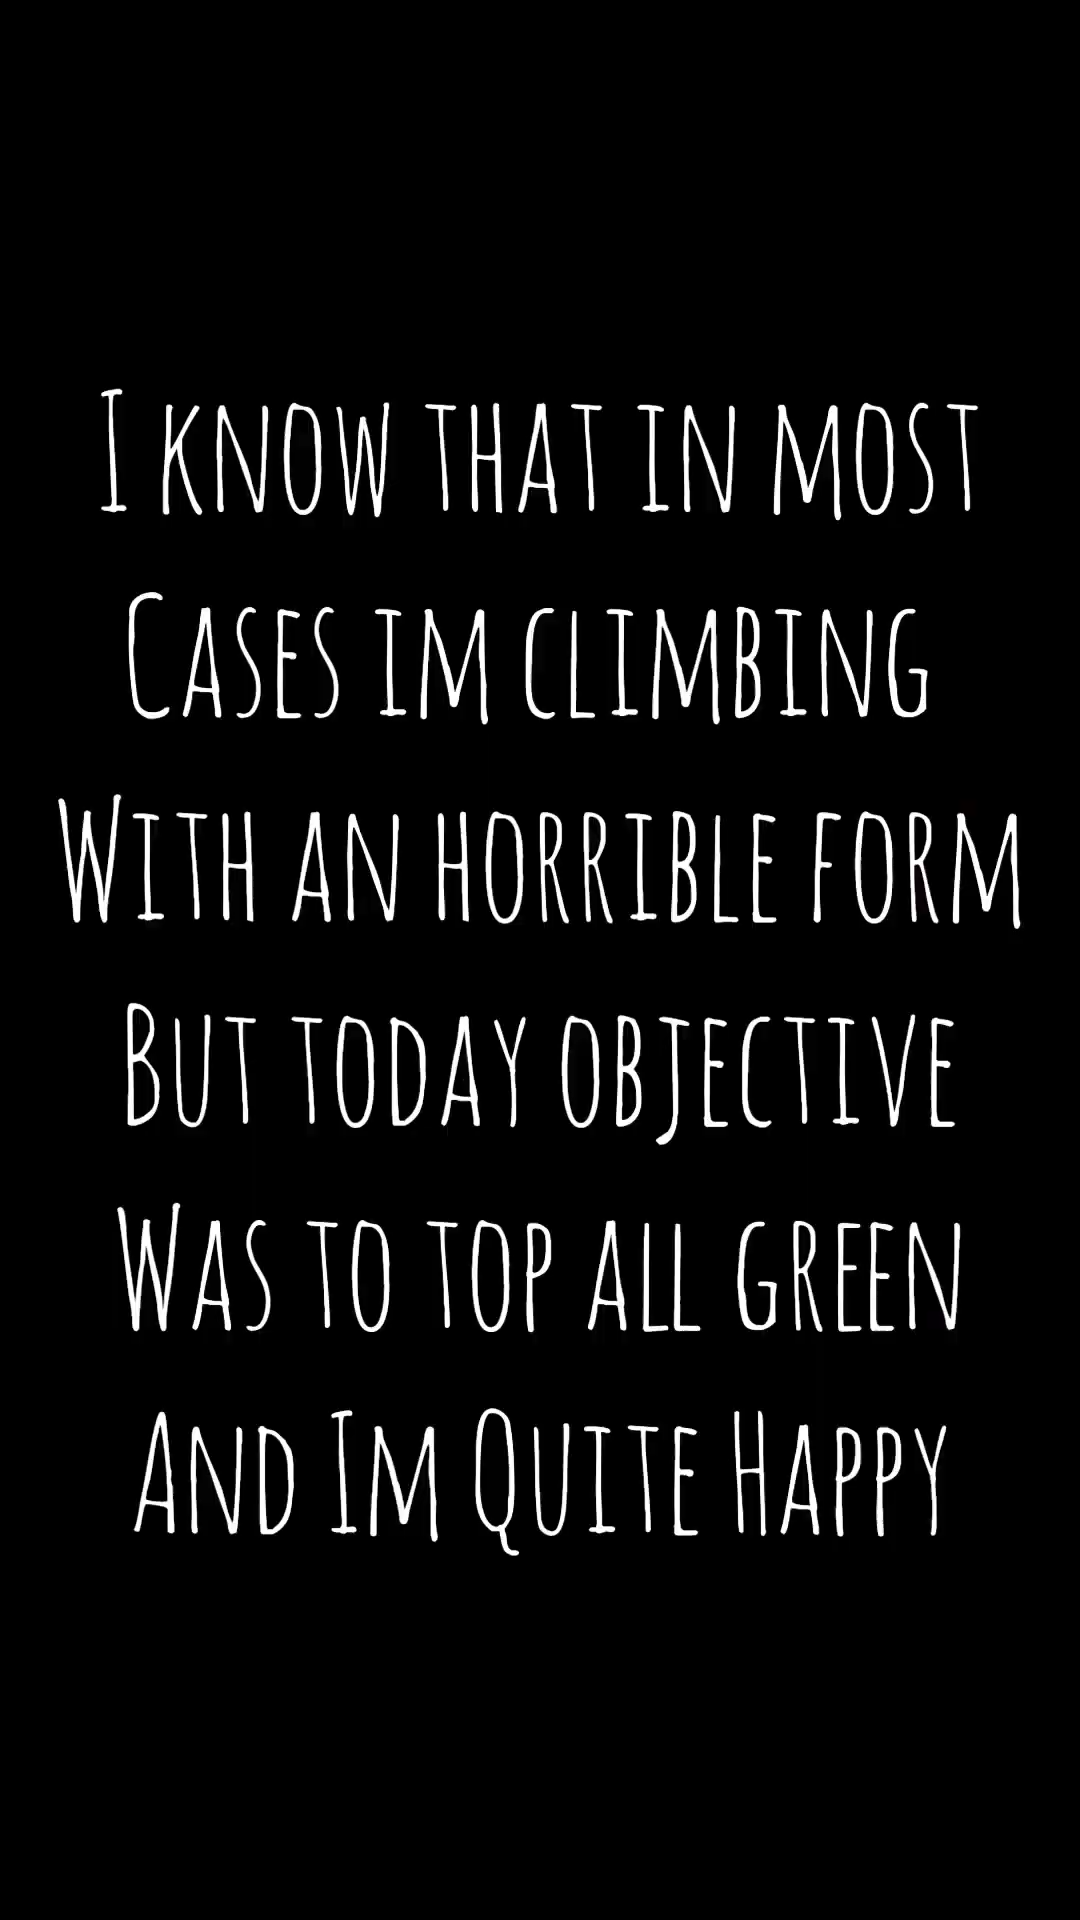 I know that in most
Cases im climbing
With an horrible form
But today objective
Was to top all green
And Im Quite Happy